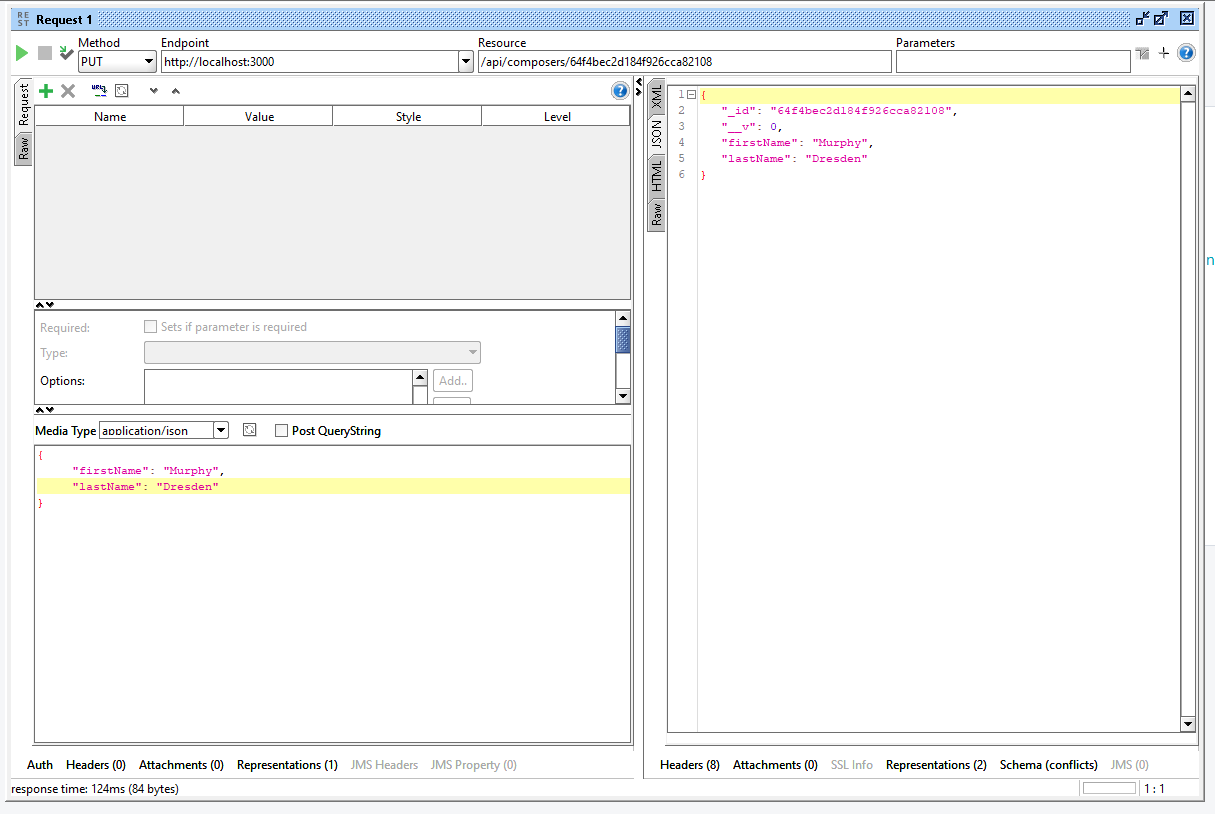 REST Request 1
Method Endpoint Resource Parameters
PUT http://localhost:3000 /api/composers/64f4bec2d184f926cca82108
Request
Raw
Name Value Style Level
Required: Sets if parameter is required
Type:
Options: Add..
Media Type application/json Post QueryString
{
"firstName": "Murphy",
"lastName": "Dresden"
}
Auth Headers (0) Attachments (0) Representations (1) JMS Headers JMS Property (0)
XML
JSON
HTML
Raw
1 {
2 "_id": "64f4bec2d184f926cca82108",
3 "__v": 0,
4 "firstName": "Murphy",
5 "lastName": "Dresden"
6 }
Headers (8) Attachments (0) SSL Info Representations (2) Schema (conflicts) JMS (0)
response time: 124ms (84 bytes) 1 : 1
n